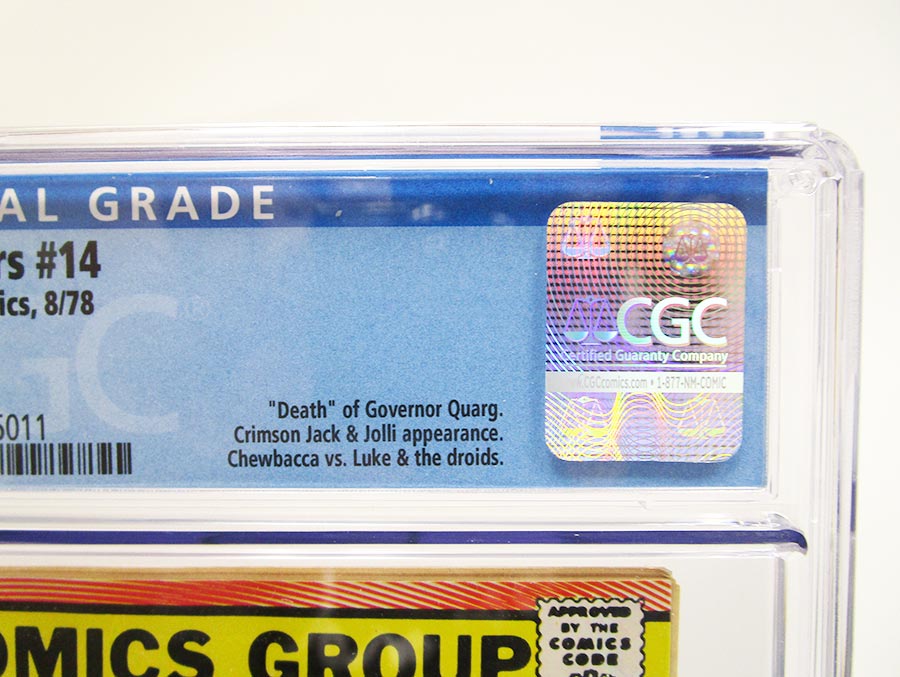 AL GRADE
rs #14
ics, 8/78
CGC™
5011
"Death" of Governor Quarg.
Crimson Jack & Jolli appearance.
Chewbacca vs. Luke & the droids.
CGC
Certified Guaranty Company
CGCcomics.com • 1-877-NM-COMIC
OMICS GROUP
APPROVED
BY THE
COMICS
CODE